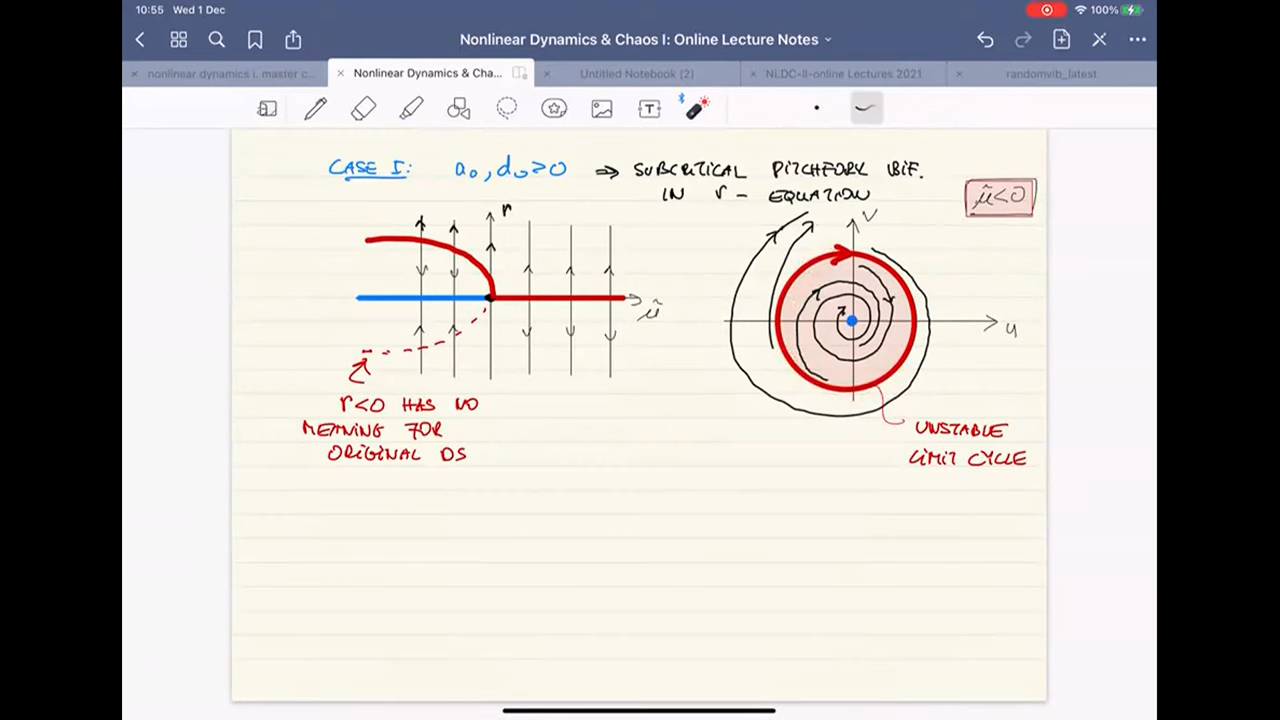 10:55 Wed 1 Dec
100%
Nonlinear Dynamics & Chaos I: Online Lecture Notes
nonlinear dynamics i. master c...
Nonlinear Dynamics & Cha...
Untitled Notebook (2)
NLDC-II-online Lectures 2021
randomvib_latest
CASE I: a₀, d₀ > 0 ⇒ SUBCRITICAL PITCHFORK BIF.
IN r - EQUATION
μ̃<0
r
μ̃
v
u
r<0 HAS NO
MEANING FOR
ORIGINAL DS
UNSTABLE
LIMIT CYCLE